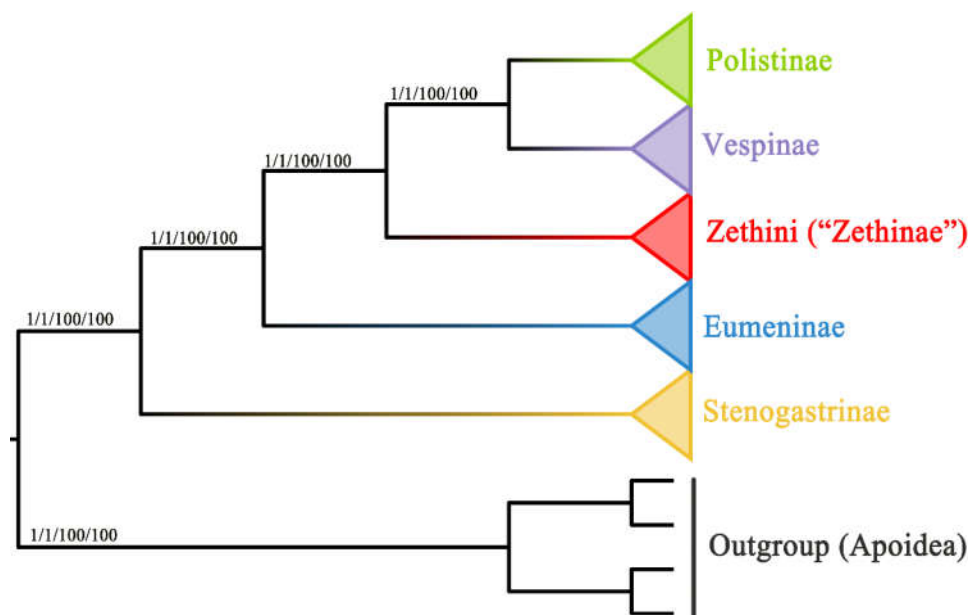 Polistinae
1/1/100/100
Vespinae
1/1/100/100
Zethini (“Zethinae”)
1/1/100/100
1/1/100/100
Eumeninae
Stenogastrinae
1/1/100/100
Outgroup (Apoidea)